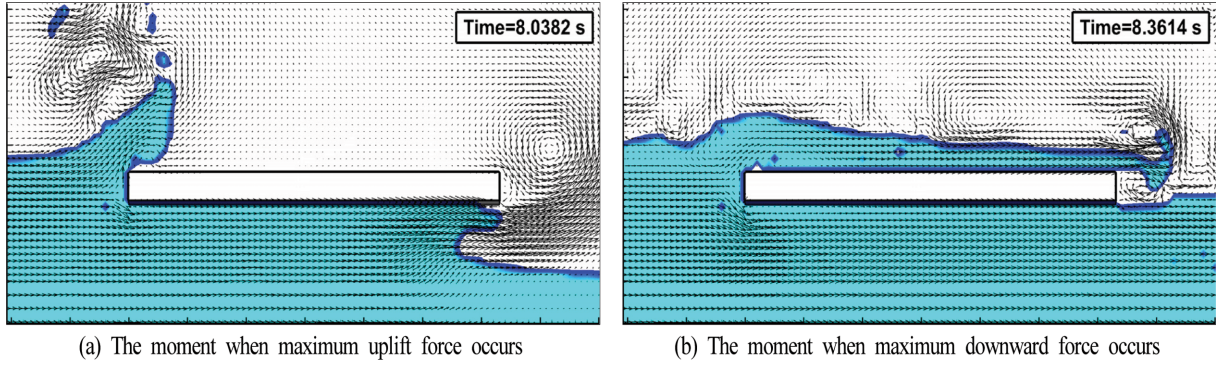 Time=8.0382 s
Time=8.3614 s
(a) The moment when maximum uplift force occurs
(b) The moment when maximum downward force occurs